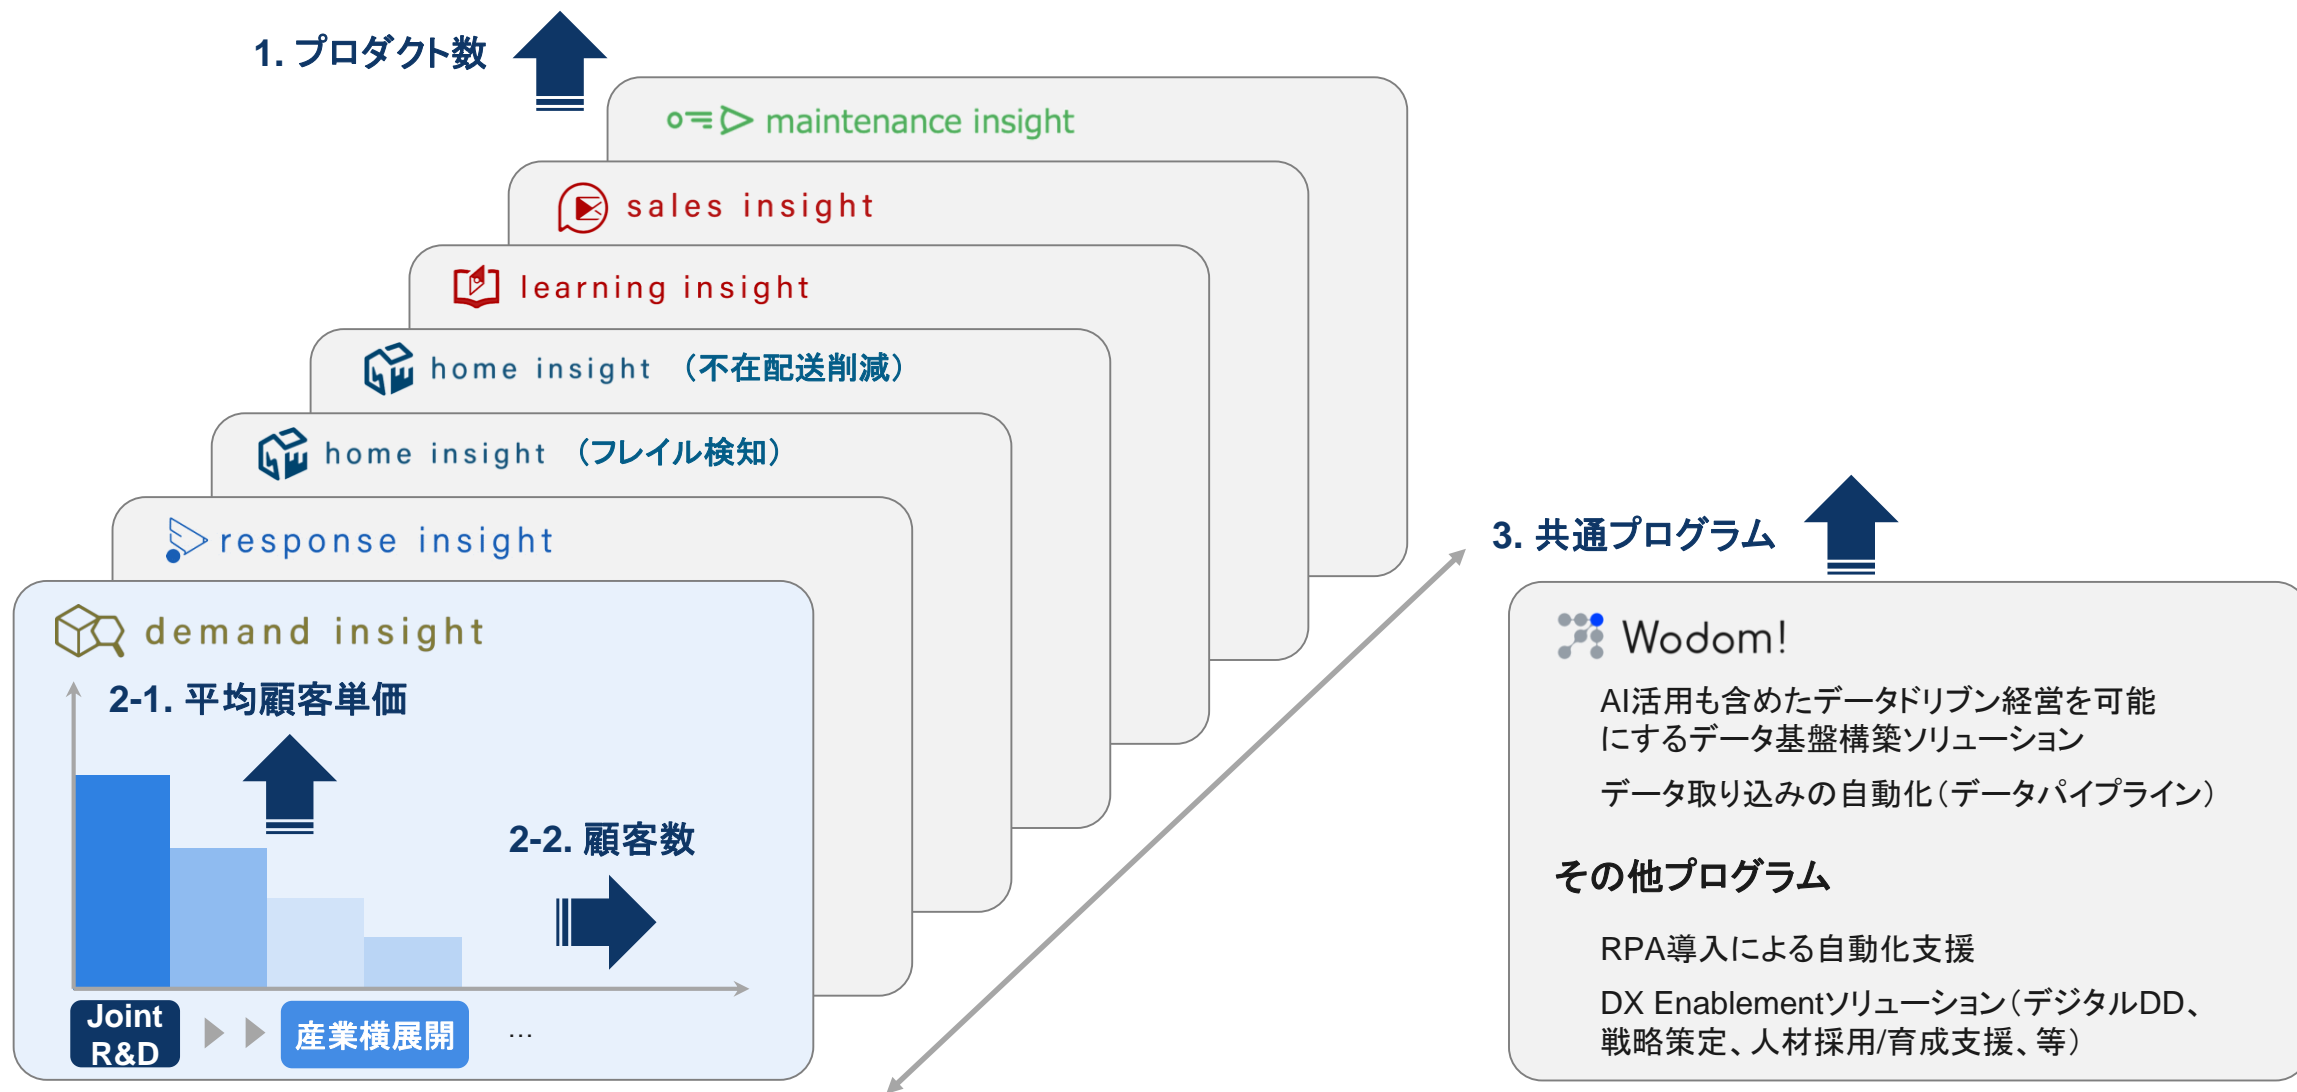 1. プロダクト数
maintenance insight
sales insight
learning insight
home insight （不在配送削減）
home insight （フレイル検知）
response insight
demand insight
2-1. 平均顧客単価
2-2. 顧客数
Joint
R&D
産業横展開
…
3. 共通プログラム
Wodom!
AI活用も含めたデータドリブン経営を可能
にするデータ基盤構築ソリューション
データ取り込みの自動化（データパイプライン）
その他プログラム
RPA導入による自動化支援
DX Enablementソリューション（デジタルDD、
戦略策定、人材採用/育成支援、等）